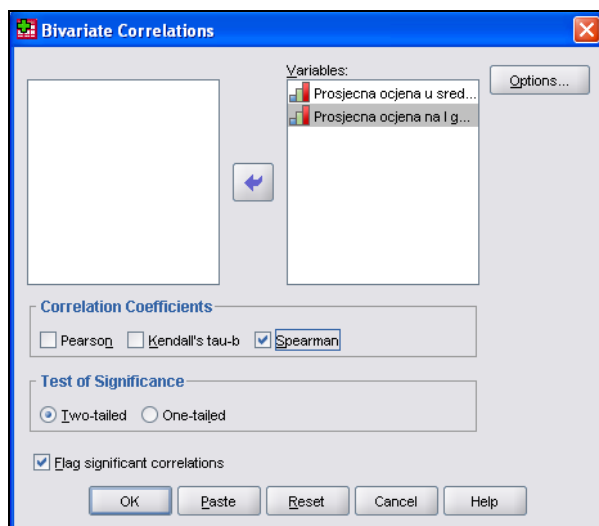 Bivariate Correlations
Variables:
Prosjecna ocjena u sred...
Prosjecna ocjena na I g...
Options...
Correlation Coefficients
Pearson Kendall's tau-b Spearman
Test of Significance
Two-tailed One-tailed
Flag significant correlations
OK Paste Reset Cancel Help